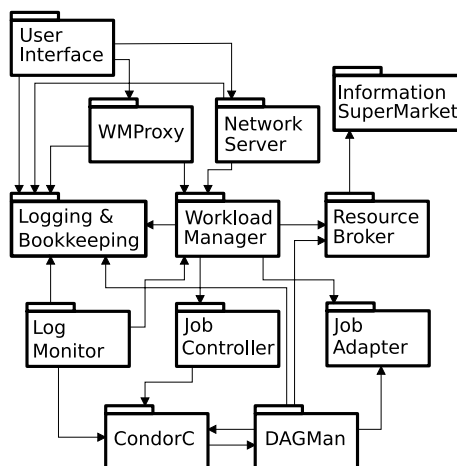 User
Interface
Information
SuperMarket
WMProxy
Network
Server
Logging &
Bookkeeping
Workload
Manager
Resource
Broker
Log
Monitor
Job
Controller
Job
Adapter
CondorC
DAGMan